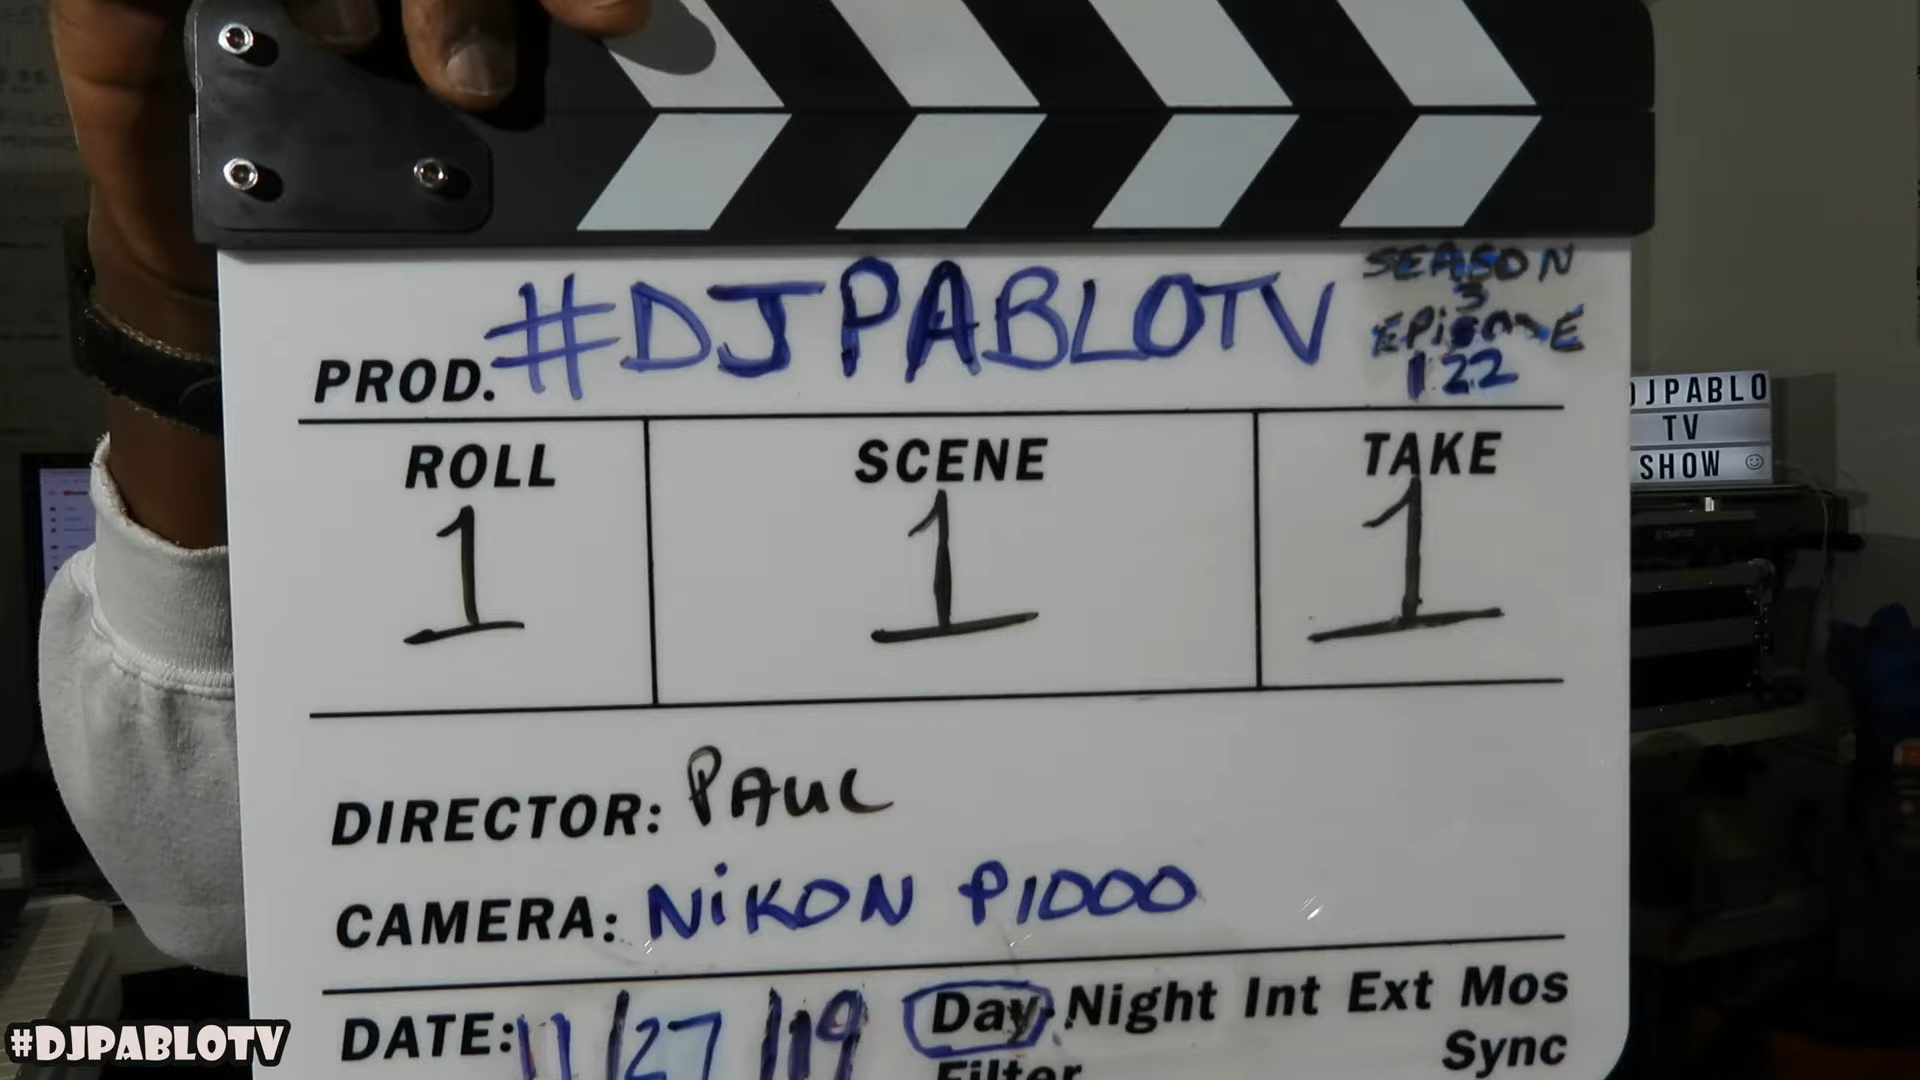 #DJPABLOTV
SEASON
3
EPiSODE
122
PROD.
ROLL
SCENE
TAKE
1
1
1
DJPABLO
TV
SHOW
DIRECTOR: PAUL
CAMERA: NiKON P1000
DATE: 11/27/19
Day Night Int Ext Mos
Filter
Sync
#DJPABLOTV